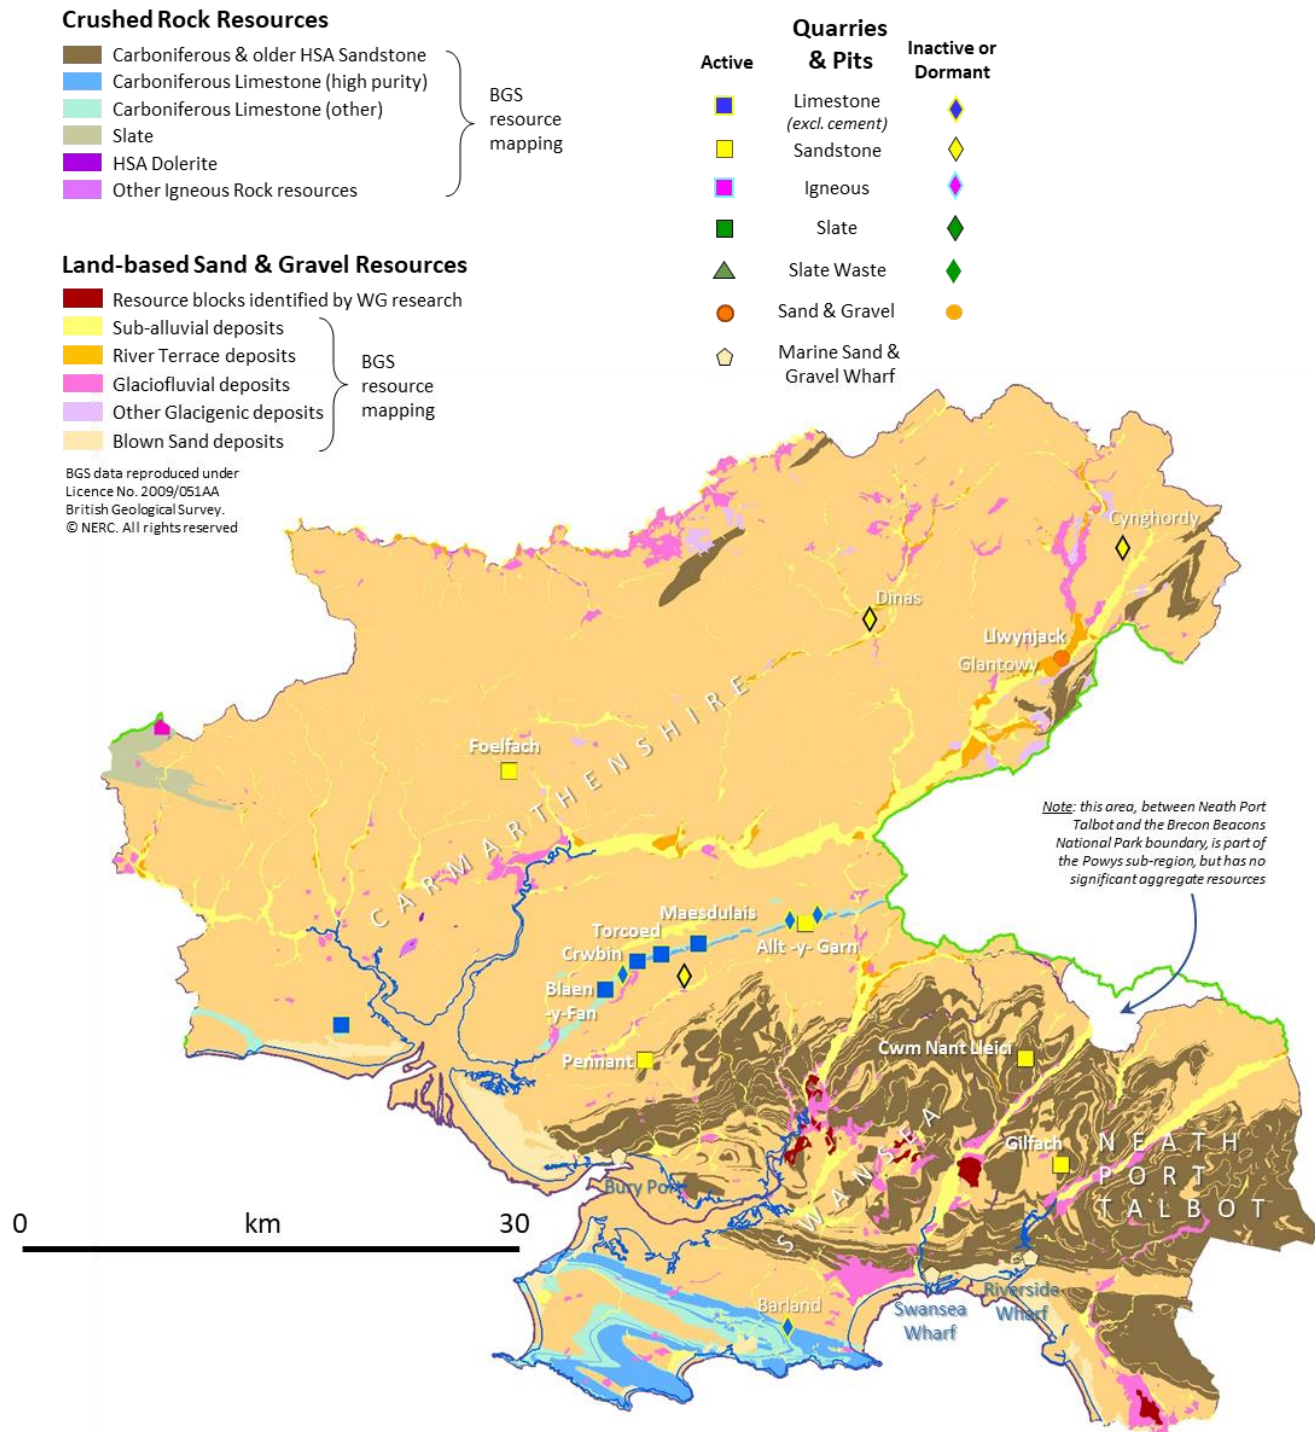 Crushed Rock Resources
Carboniferous & older HSA Sandstone
Carboniferous Limestone (high purity)
Carboniferous Limestone (other)
Slate
HSA Dolerite
Other Igneous Rock resources
BGS
resource
mapping
Land-based Sand & Gravel Resources
Resource blocks identified by WG research
Sub-alluvial deposits
River Terrace deposits
Glaciofluvial deposits
Other Glacigenic deposits
Blown Sand deposits
BGS
resource
mapping
BGS data reproduced under
Licence No. 2009/051AA
British Geological Survey.
© NERC. All rights reserved
Quarries
& Pits
Active
Inactive or
Dormant
Limestone
(excl. cement)
Sandstone
Igneous
Slate
Slate Waste
Sand & Gravel
Marine Sand &
Gravel Wharf
Cynghordy
Dinas
Llwynjack
Glantowy
Foelfach
CARMARTHENSHIRE
Note: this area, between Neath Port
Talbot and the Brecon Beacons
National Park boundary, is part of
the Powys sub-region, but has no
significant aggregate resources
Maesdulais
Torcoed
Crwbin
Allt -y- Garn
Blaen
-y-Fan
Pennant
Cwm Nant Lleici
SWANSEA
Gilfach
NEATH
PORT
TALBOT
Bury Port
0 km 30
Barland
Swansea
Wharf
Riverside
Wharf